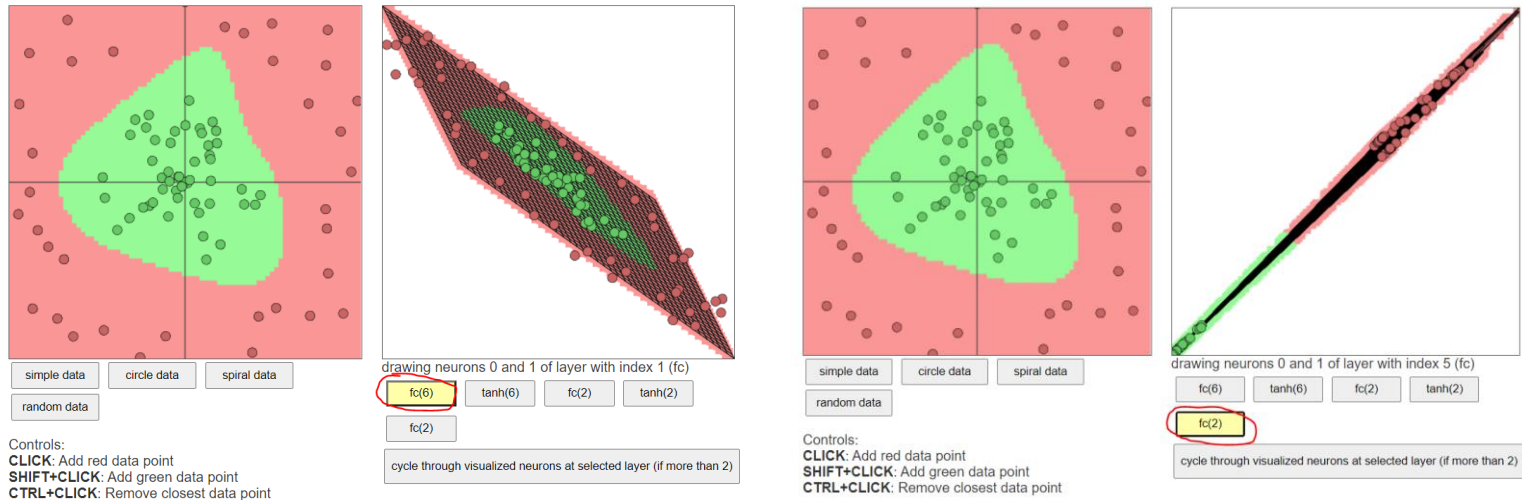 drawing neurons 0 and 1 of layer with index 1 (fc)
simple data
circle data
spiral data
random data
fc(6)
tanh(6)
fc(2)
tanh(2)
fc(2)
cycle through visualized neurons at selected layer (if more than 2)
Controls:
CLICK: Add red data point
SHIFT+CLICK: Add green data point
CTRL+CLICK: Remove closest data point
drawing neurons 0 and 1 of layer with index 5 (fc)
simple data
circle data
spiral data
random data
fc(6)
tanh(6)
fc(2)
tanh(2)
fc(2)
cycle through visualized neurons at selected layer (if more than 2)
Controls:
CLICK: Add red data point
SHIFT+CLICK: Add green data point
CTRL+CLICK: Remove closest data point